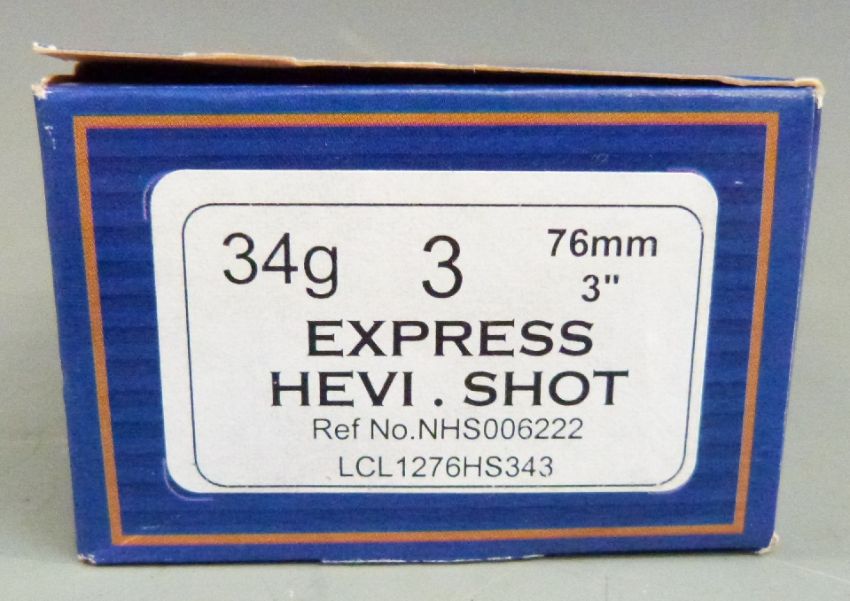 34g 3 76mm
3"
EXPRESS
HEVI . SHOT
Ref No.NHS006222
LCL1276HS343